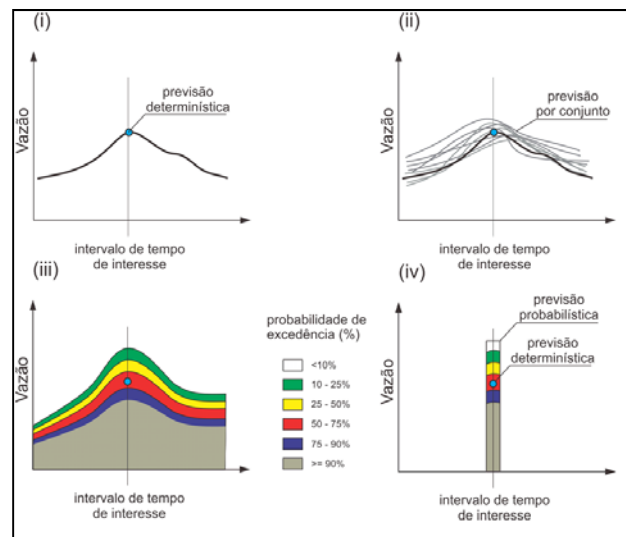 (i)
Vazão
previsão
determinística
intervalo de tempo
de interesse
(ii)
Vazão
previsão
por conjunto
intervalo de tempo
de interesse
(iii)
Vazão
intervalo de tempo
de interesse
probabilidade de
excedência (%)
<10%
10 - 25%
25 - 50%
50 - 75%
75 - 90%
>= 90%
(iv)
Vazão
previsão
probabilística
previsão
determinística
intervalo de tempo
de interesse